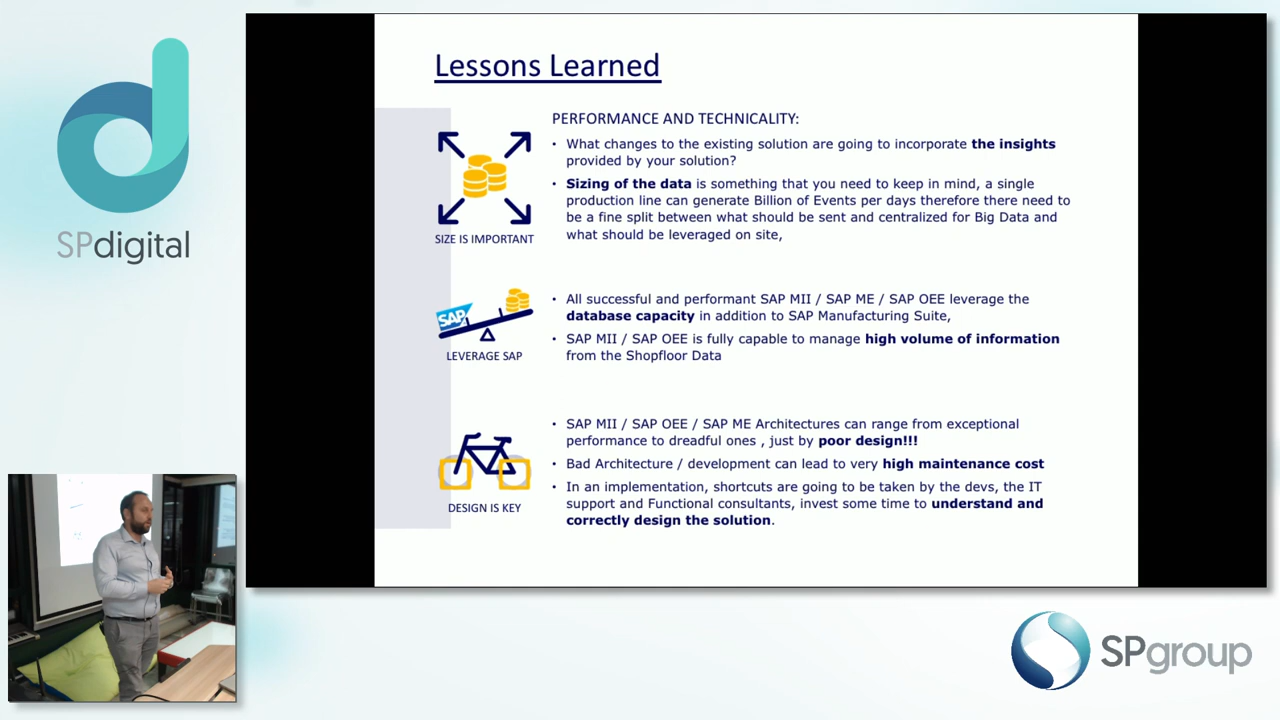 SPdigital
Lessons Learned
PERFORMANCE AND TECHNICALITY:
• What changes to the existing solution are going to incorporate the insights
provided by your solution?
• Sizing of the data is something that you need to keep in mind, a single
production line can generate Billion of Events per days therefore there need to
be a fine split between what should be sent and centralized for Big Data and
what should be leveraged on site,
SIZE IS IMPORTANT
• All successful and performant SAP MII / SAP ME / SAP OEE leverage the
database capacity in addition to SAP Manufacturing Suite,
• SAP MII / SAP OEE is fully capable to manage high volume of information
from the Shopfloor Data
SAP
LEVERAGE SAP
• SAP MII / SAP OEE / SAP ME Architectures can range from exceptional
performance to dreadful ones , just by poor design!!!
• Bad Architecture / development can lead to very high maintenance cost
• In an implementation, shortcuts are going to be taken by the devs, the IT
support and Functional consultants, invest some time to understand and
correctly design the solution.
DESIGN IS KEY
SPgroup